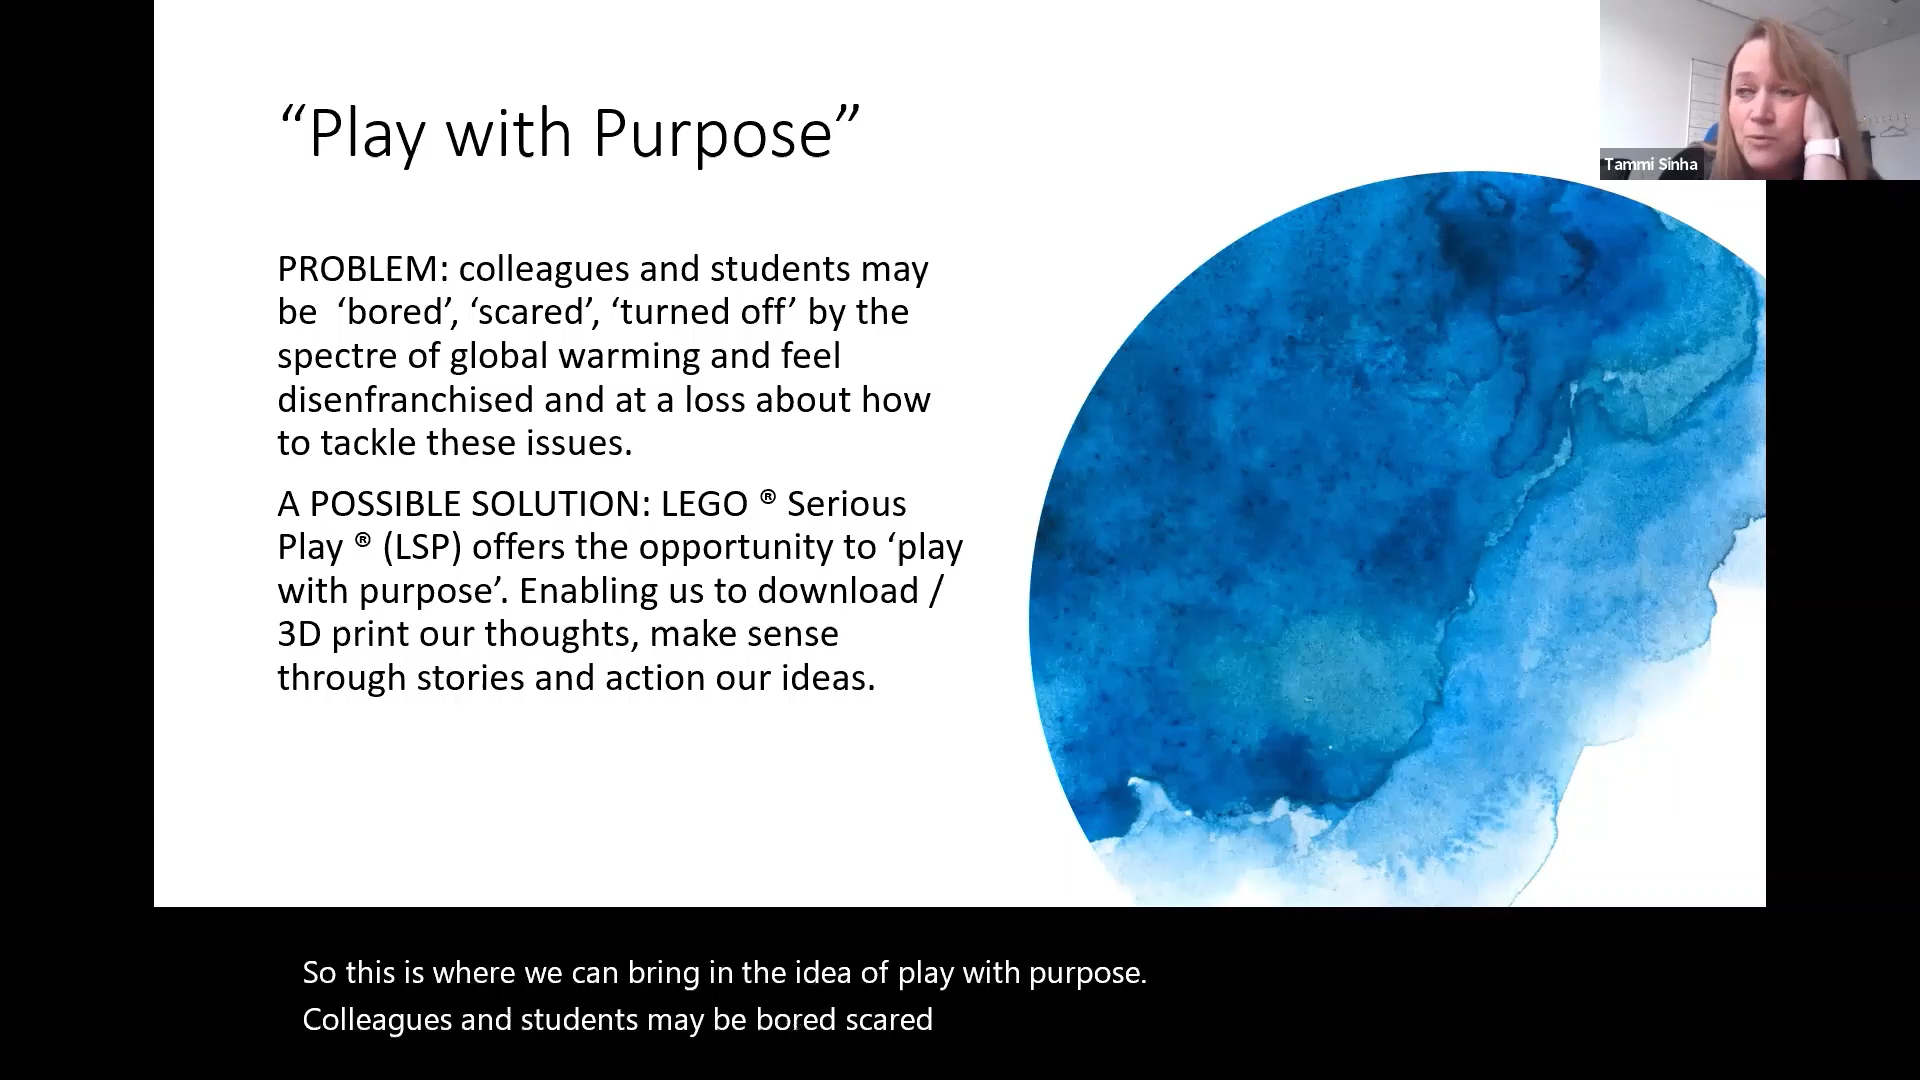 “Play with Purpose”
Tammi Sinha
PROBLEM: colleagues and students may
be ‘bored’, ‘scared’, ‘turned off’ by the
spectre of global warming and feel
disenfranchised and at a loss about how
to tackle these issues.
A POSSIBLE SOLUTION: LEGO ® Serious
Play ® (LSP) offers the opportunity to ‘play
with purpose’. Enabling us to download /
3D print our thoughts, make sense
through stories and action our ideas.
So this is where we can bring in the idea of play with purpose.
Colleagues and students may be bored scared